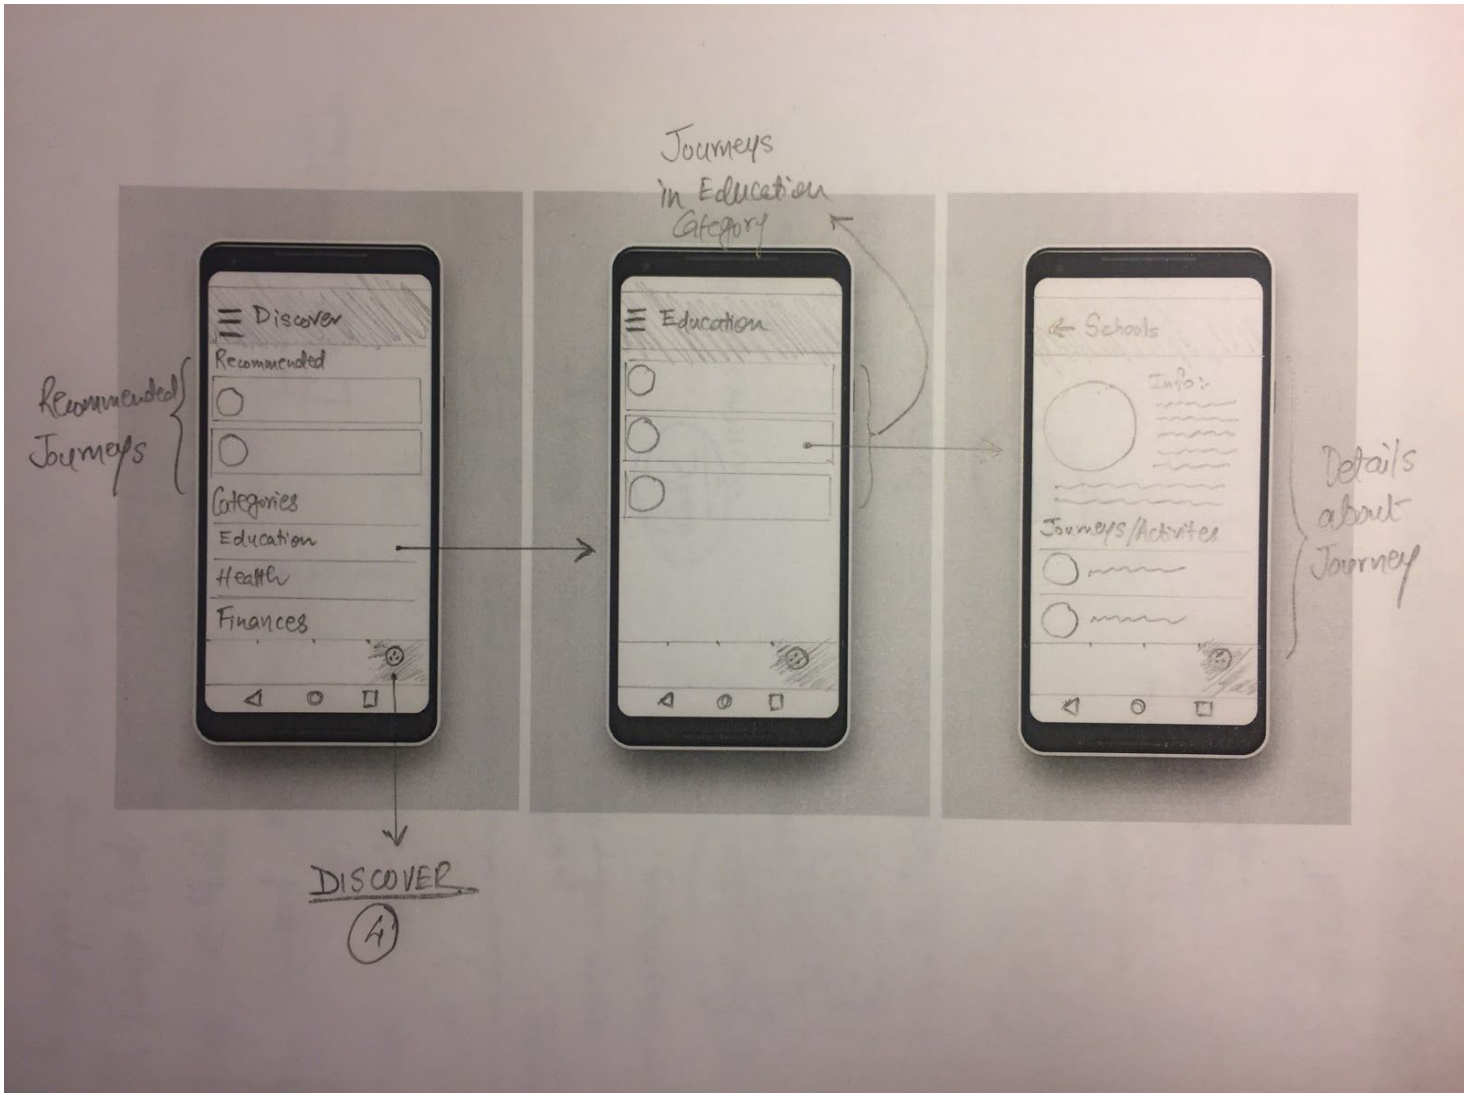 Journeys
in Education
Category
Discover
Recommended
Recommended
Journeys
Categories
Education
Health
Finances
Education
Schools
Info:-
Journeys/Activites
Details
about
Journey
DISCOVER
4